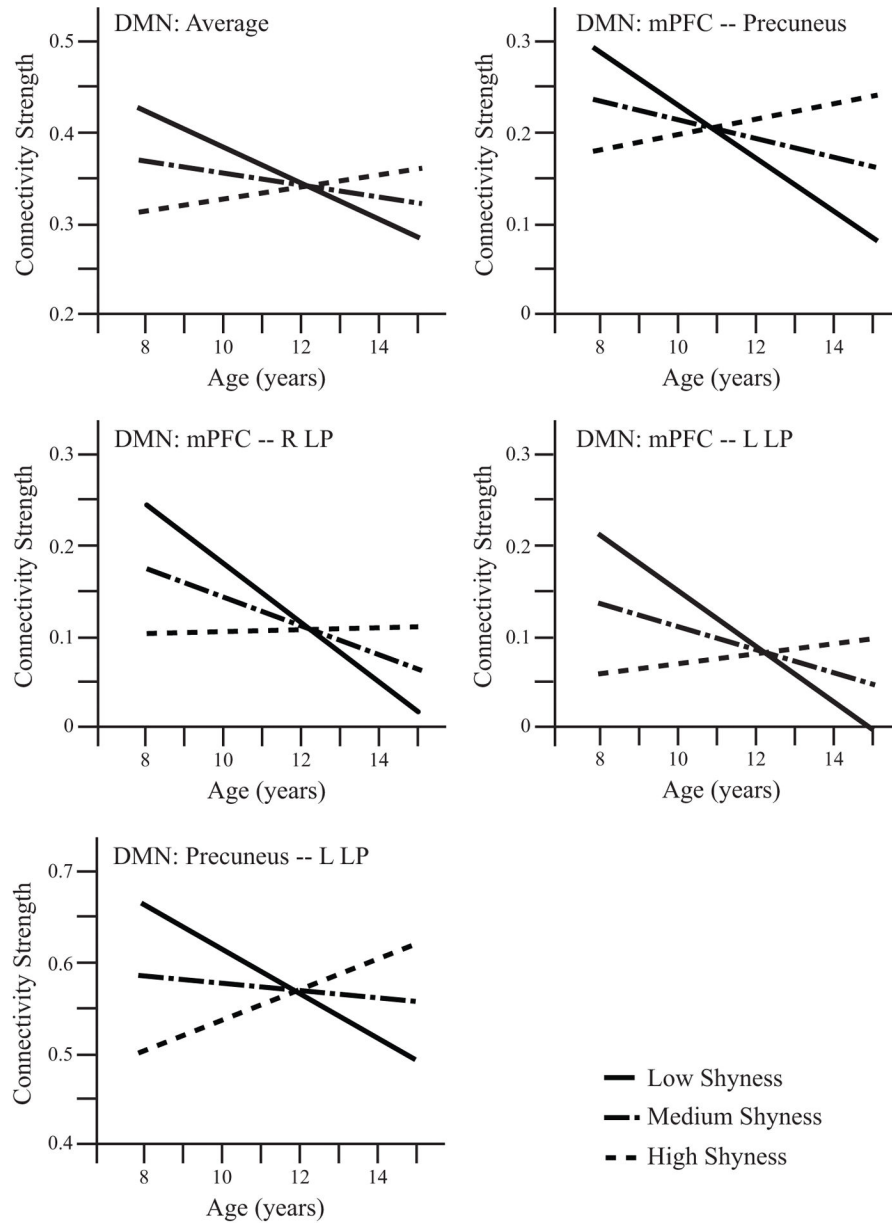 DMN: Average
0.5
0.4
0.3
0.2
Connectivity Strength
8 10 12 14
Age (years)
DMN: mPFC -- Precuneus
0.3
0.2
0.1
0
Connectivity Strength
8 10 12 14
Age (years)
DMN: mPFC -- R LP
0.3
0.2
0.1
0
Connectivity Strength
8 10 12 14
Age (years)
DMN: mPFC -- L LP
0.3
0.2
0.1
0
Connectivity Strength
8 10 12 14
Age (years)
DMN: Precuneus -- L LP
0.7
0.6
0.5
0.4
Connectivity Strength
8 10 12 14
Age (years)
Low Shyness
Medium Shyness
High Shyness